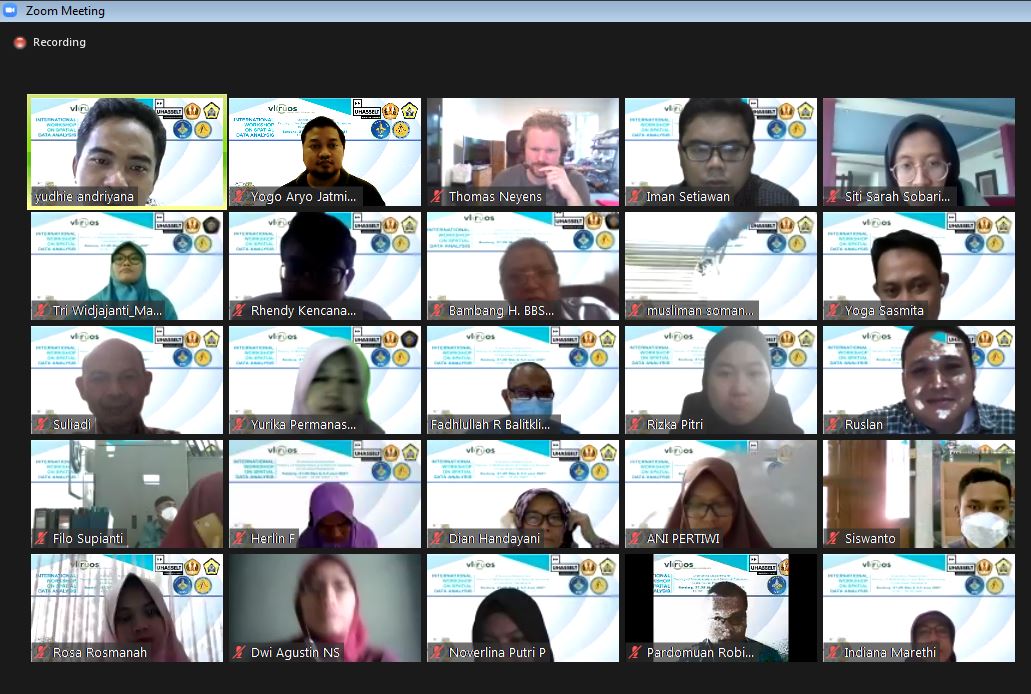 Zoom Meeting
Recording
vliruos
UHASSELT
INTERNATIONAL
WORKSHOP
ON SPATIAL
DATA ANALYSIS
yudhie andriyana
Yogo Aryo Jatmi...
Thomas Neyens
Iman Setiawan
Siti Sarah Sobari...
Tri Widjajanti_Ma...
Rhendy Kencana...
Bambang H. BBS...
musliman soman...
Yoga Sasmita
Suliadi
Yurika Permanas...
Fadhlullah R Balitkli...
Rizka Pitri
Ruslan
Filo Supianti
Herlin F
Dian Handayani
ANI PERTIWI
Siswanto
Rosa Rosmanah
Dwi Agustin NS
Noverlina Putri P
Pardomuan Robi...
Indiana Marethi